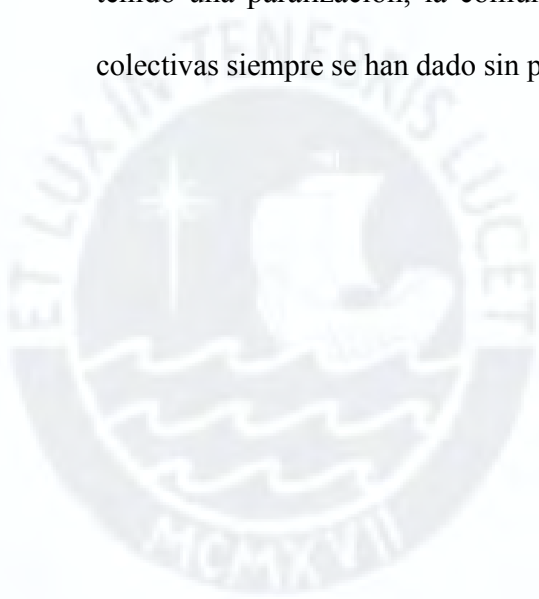 tenido una paralización, la
colectivas siempre se han dado sin
ET LUX IN TENEBRIS LUCET
MCMXVII